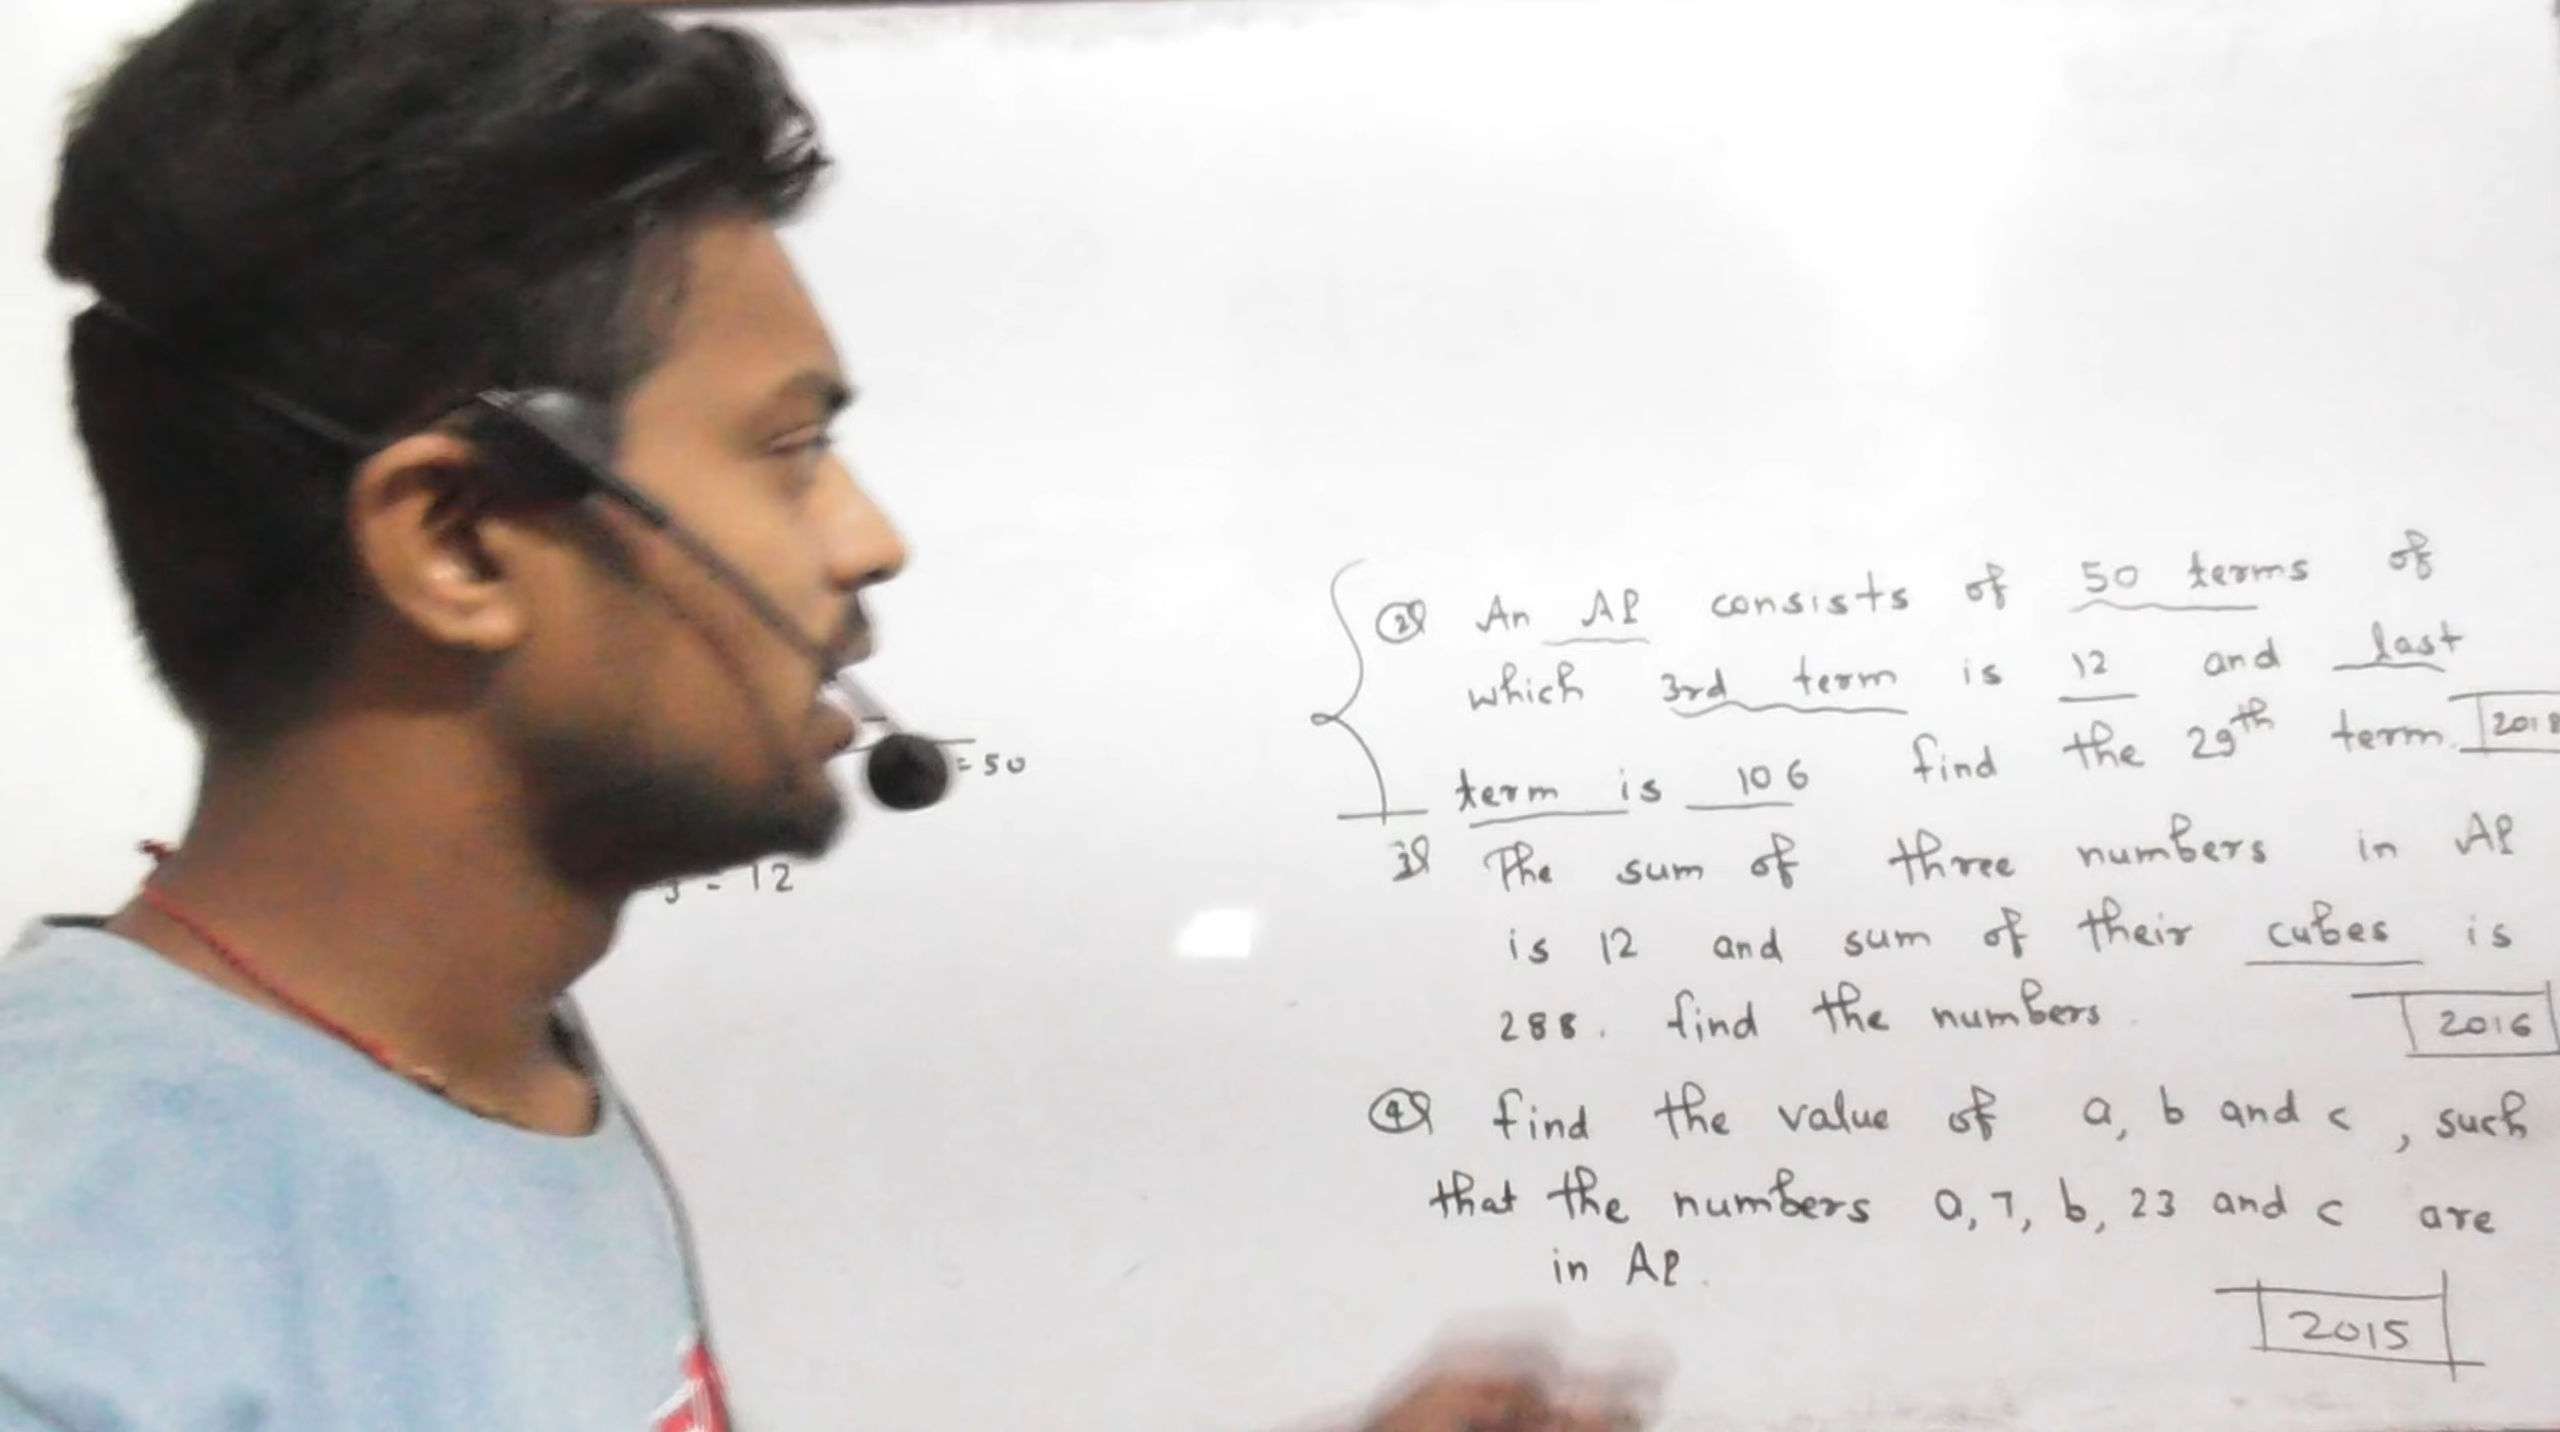 = 50
3 = 12
2) An AP consists of 50 terms of
which 3rd term is 12 and last
term is 106 find the 29th term. 2018
3) The sum of three numbers in AP
is 12 and sum of their cubes is
288. find the numbers
2016
4) find the value of a, b and c, such
that the numbers a, 7, b, 23 and c are
in AP.
2015